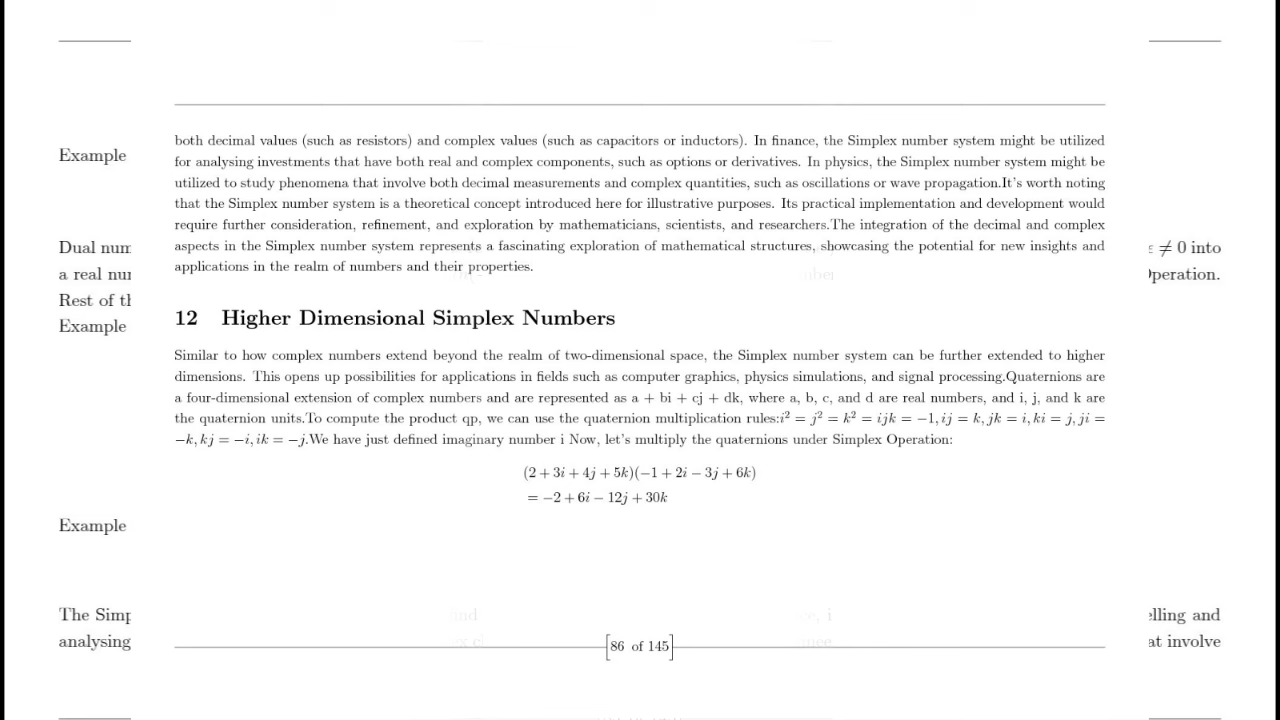 both decimal values (such as resistors) and complex values (such as capacitors or inductors). In finance, the Simplex number system might be utilized
for analysing investments that have both real and complex components, such as options or derivatives. In physics, the Simplex number system might be
utilized to study phenomena that involve both decimal measurements and complex quantities, such as oscillations or wave propagation.It's worth noting
that the Simplex number system is a theoretical concept introduced here for illustrative purposes. Its practical implementation and development would
require further consideration, refinement, and exploration by mathematicians, scientists, and researchers.The integration of the decimal and complex
aspects in the Simplex number system represents a fascinating exploration of mathematical structures, showcasing the potential for new insights and
applications in the realm of numbers and their properties.
12 Higher Dimensional Simplex Numbers
Similar to how complex numbers extend beyond the realm of two-dimensional space, the Simplex number system can be further extended to higher
dimensions. This opens up possibilities for applications in fields such as computer graphics, physics simulations, and signal processing.Quaternions are
a four-dimensional extension of complex numbers and are represented as a + bi + cj + dk, where a, b, c, and d are real numbers, and i, j, and k are
the quaternion units.To compute the product qp, we can use the quaternion multiplication rules:i² = j² = k² = ijk = −1, ij = k, jk = i, ki = j, ji =
−k, kj = −i, ik = −j.We have just defined imaginary number i Now, let's multiply the quaternions under Simplex Operation:
(2 + 3i + 4j + 5k)(−1 + 2i − 3j + 6k)
= −2 + 6i − 12j + 30k
[86 of 145]
Example
Dual
≠ 0 into
a real
Operation.
Rest of
Example
Example
The
and
analysing
at involve